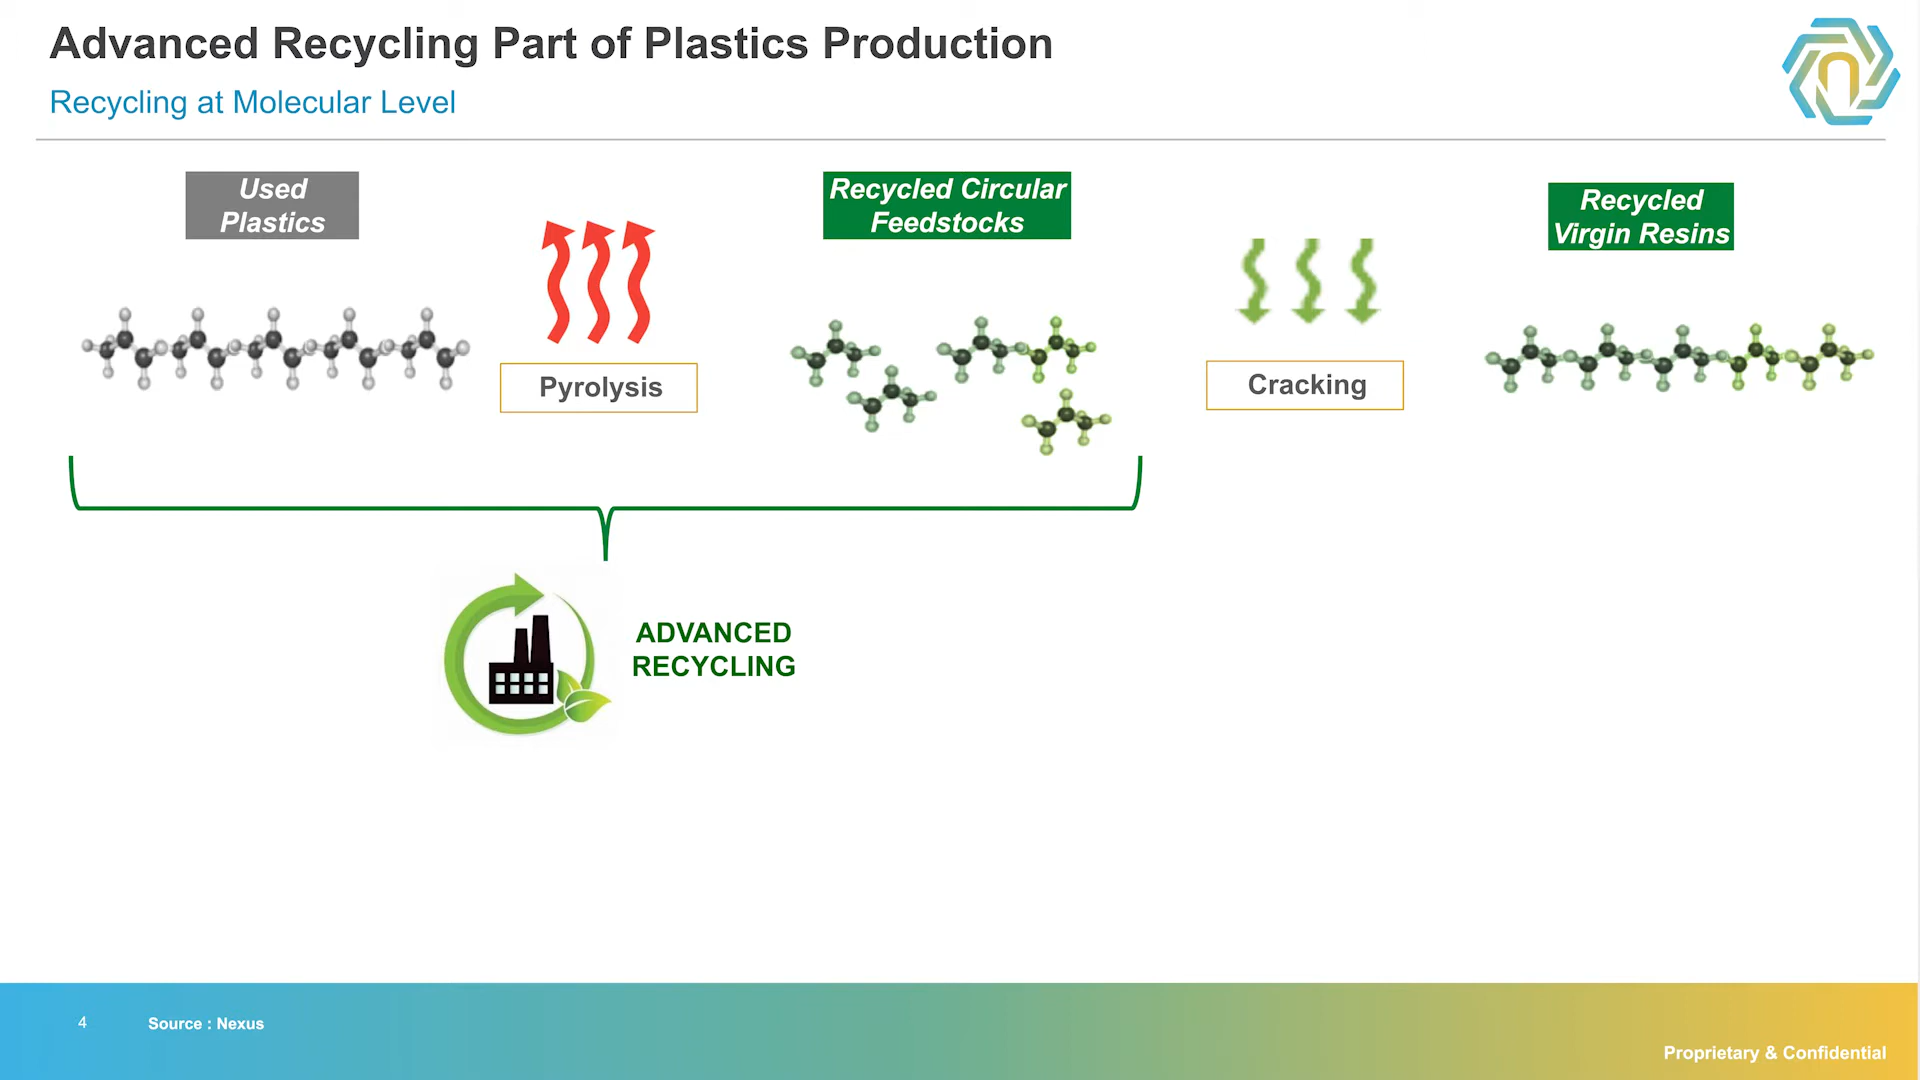 Advanced Recycling Part of Plastics Production
Recycling at Molecular Level
Used
Plastics
Recycled Circular
Feedstocks
Recycled
Virgin Resins
Pyrolysis
Cracking
ADVANCED
RECYCLING
4
Source : Nexus
Proprietary & Confidential